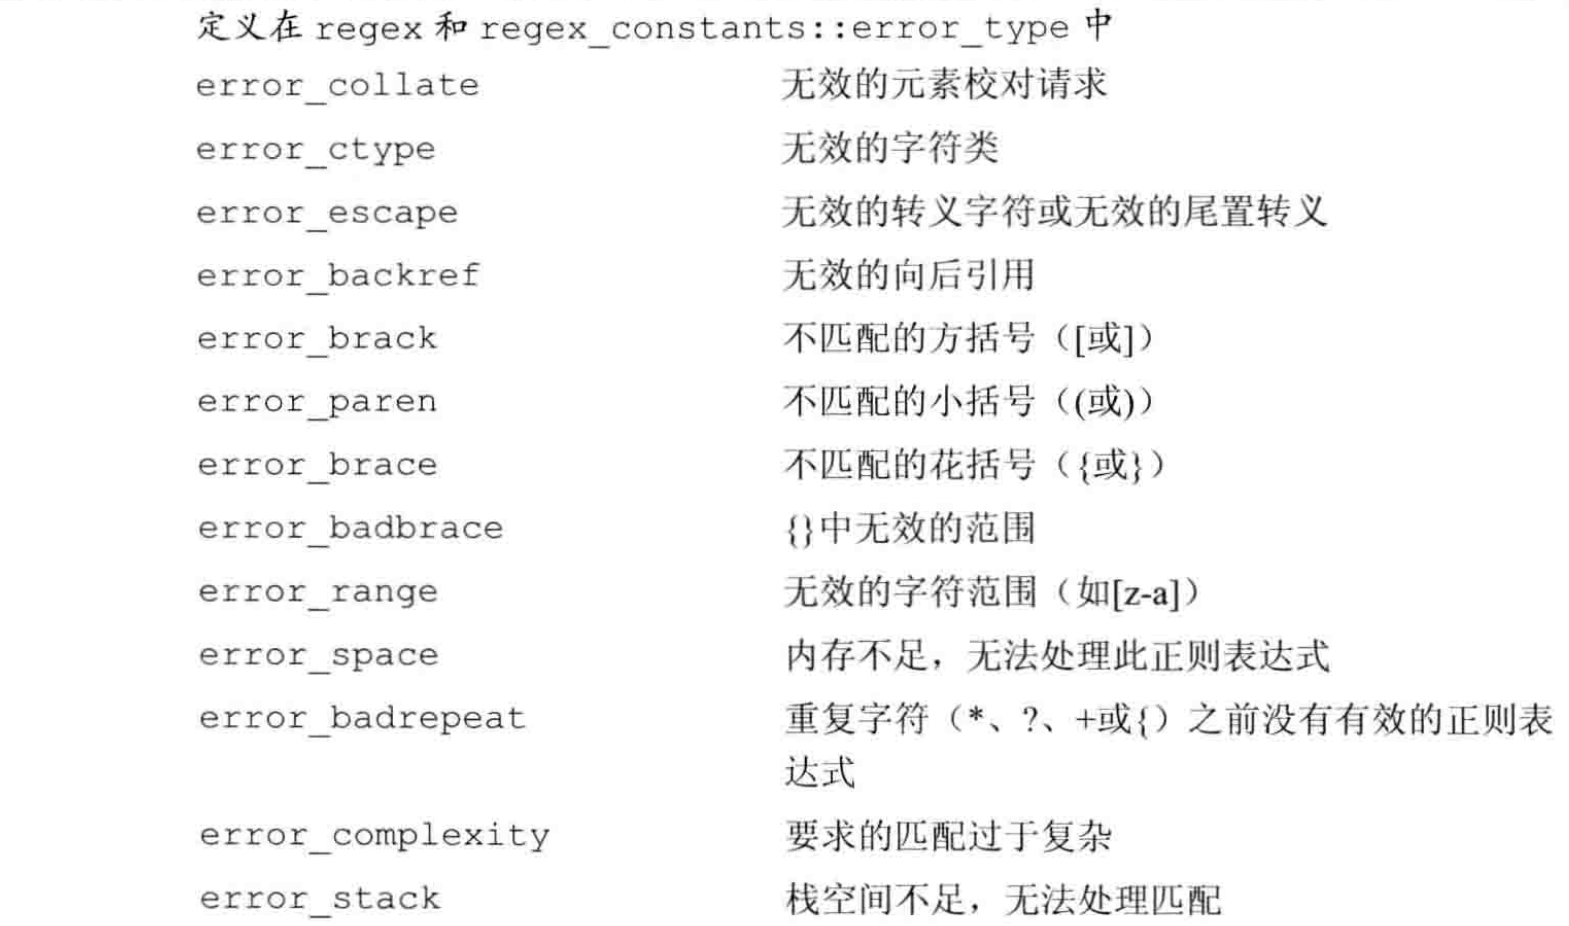 定义在 regex 和 regex_constants::error_type 中
error_collate 无效的元素校对请求
error_ctype 无效的字符类
error_escape 无效的转义字符或无效的尾置转义
error_backref 无效的向后引用
error_brack 不匹配的方括号（[或]）
error_paren 不匹配的小括号（(或)）
error_brace 不匹配的花括号（{或}）
error_badbrace {}中无效的范围
error_range 无效的字符范围（如[z-a]）
error_space 内存不足，无法处理此正则表达式
error_badrepeat 重复字符（*、?、+或{）之前没有有效的正则表
达式
error_complexity 要求的匹配过于复杂
error_stack 栈空间不足，无法处理匹配